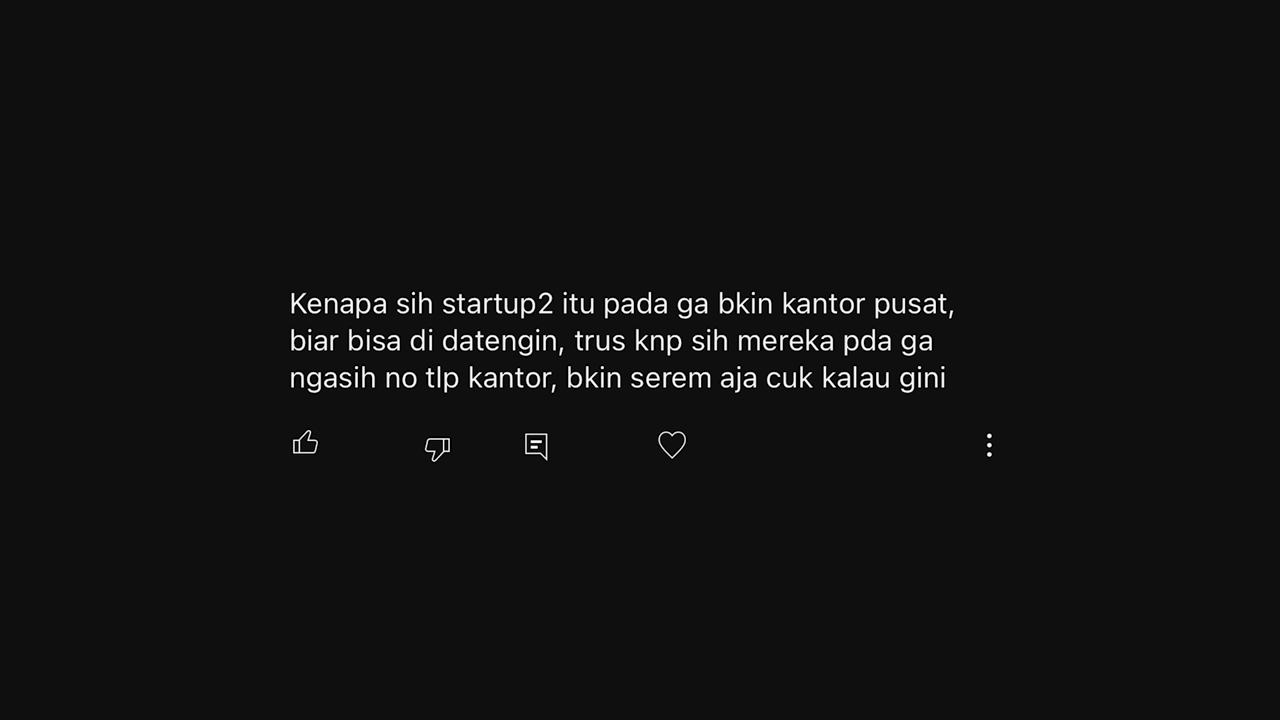 Kenapa sih startup2 itu pada ga bkin kantor pusat,
biar bisa di datengin, trus knp sih mereka pda ga
ngasih no tlp kantor, bkin serem aja cuk kalau gini